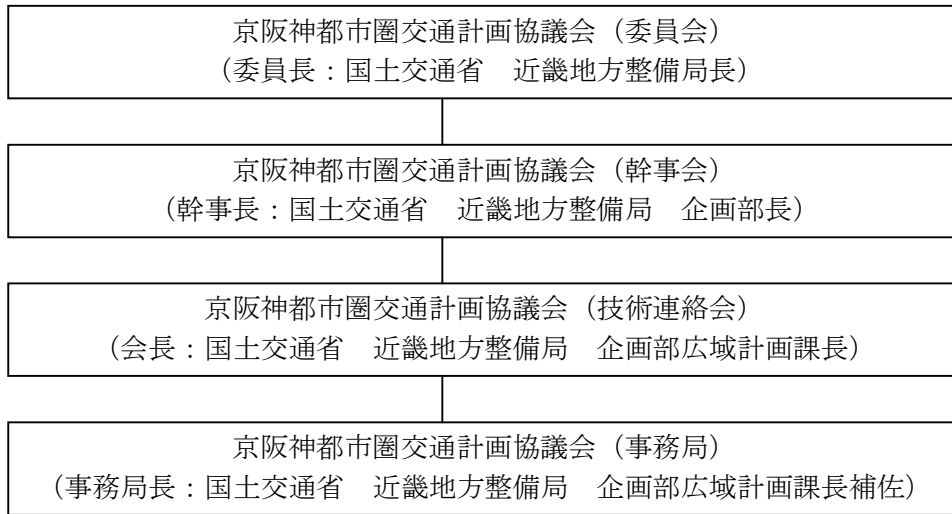 京阪神都市圏交通計画協議会（委員会）
（委員長：国土交通省　近畿地方整備局長）
京阪神都市圏交通計画協議会（幹事会）
（幹事長：国土交通省　近畿地方整備局　企画部長）
京阪神都市圏交通計画協議会（技術連絡会）
（会長：国土交通省　近畿地方整備局　企画部広域計画課長）
京阪神都市圏交通計画協議会（事務局）
（事務局長：国土交通省　近畿地方整備局　企画部広域計画課長補佐）